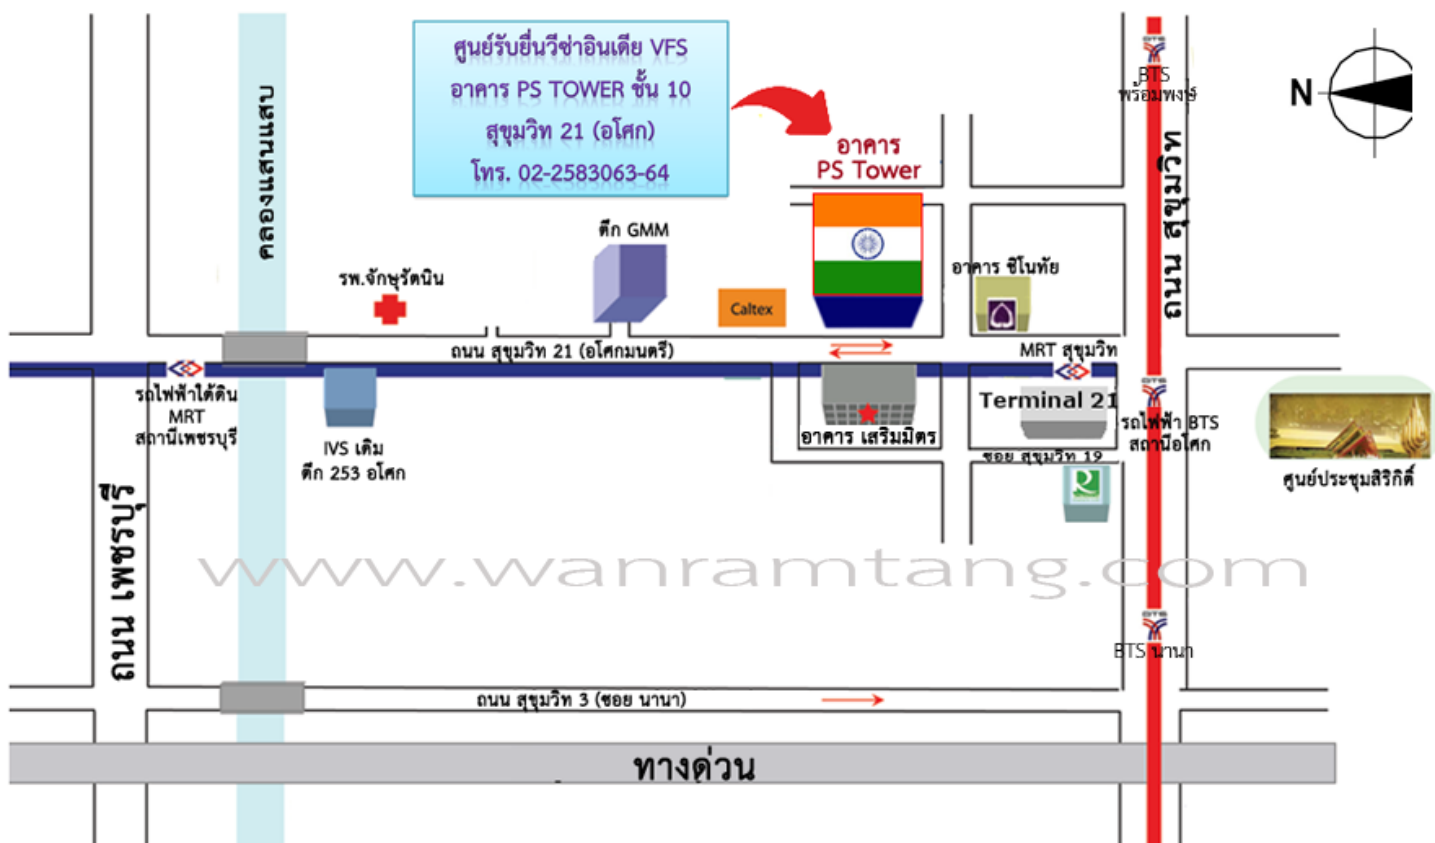 ศูนย์รับยื่นวีซ่าอินเดีย VFS
อาคาร PS TOWER ชั้น 10
สุขุมวิท 21 (อโศก)
โทร. 02-2583063-64
BTS
พร้อมพงษ์
N
อาคาร
PS Tower
คลองแสนแสบ
ถนน สุขุมวิท
ตึก GMM
รพ.จักษุรัตนิน
Caltex
อาคาร ชิโนทัย
ถนน สุขุมวิท 21 (อโศกมนตรี)
MRT สุขุมวิท
รถไฟฟ้าใต้ดิน
MRT
สถานีเพชรบุรี
Terminal 21
รถไฟฟ้า BTS
สถานีอโศก
อาคาร เสริมมิตร
IVS เดิม
ตึก 253 อโศก
ซอย สุขุมวิท 19
ศูนย์ประชุมสิริกิติ์
ถนน เพชรบุรี
www.wanramtang.com
BTS นานา
ถนน สุขุมวิท 3 (ซอย นานา)
ทางด่วน